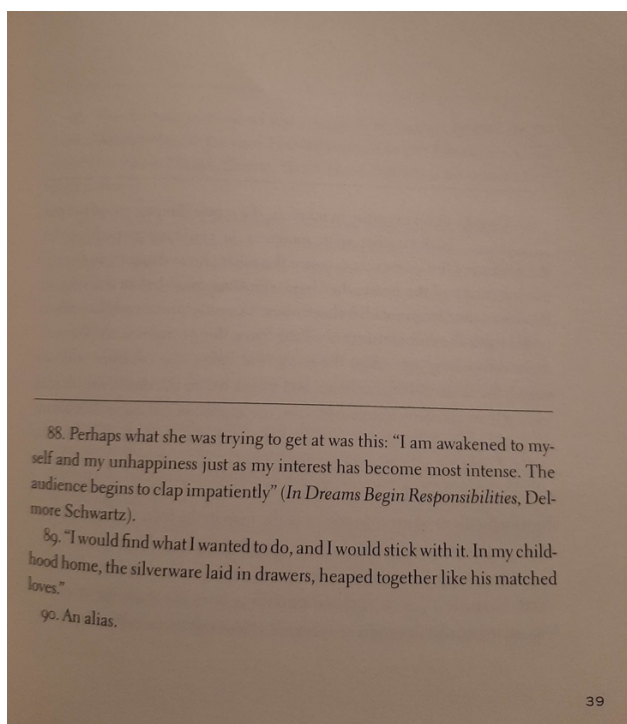 88. Perhaps what she was trying to get at was this: “I am awakened to my-
self and my unhappiness just as my interest has become most intense. The
audience begins to clap impatiently” (In Dreams Begin Responsibilities, Del-
more Schwartz).
89. “I would find what I wanted to do, and I would stick with it. In my child-
hood home, the silverware laid in drawers, heaped together like his matched
loves.”
90. An alias.
39